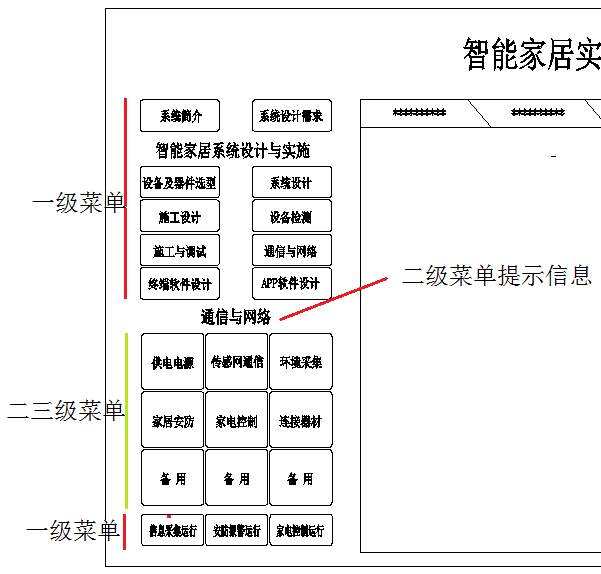 智能家居实
系统简介 系统设计需求
********* *********
智能家居系统设计与实施
设备及器件选型 系统设计
一级菜单
施工设计 设备检测
施工与调试 通信与网络
二级菜单提示信息
终端软件设计 APP软件设计
通信与网络
供电电源 传感网通信 环境采集
二三级菜单
家居安防 家电控制 连接器材
备 用 备 用 备 用
一级菜单
信息采集运行 安防报警运行 家电控制运行